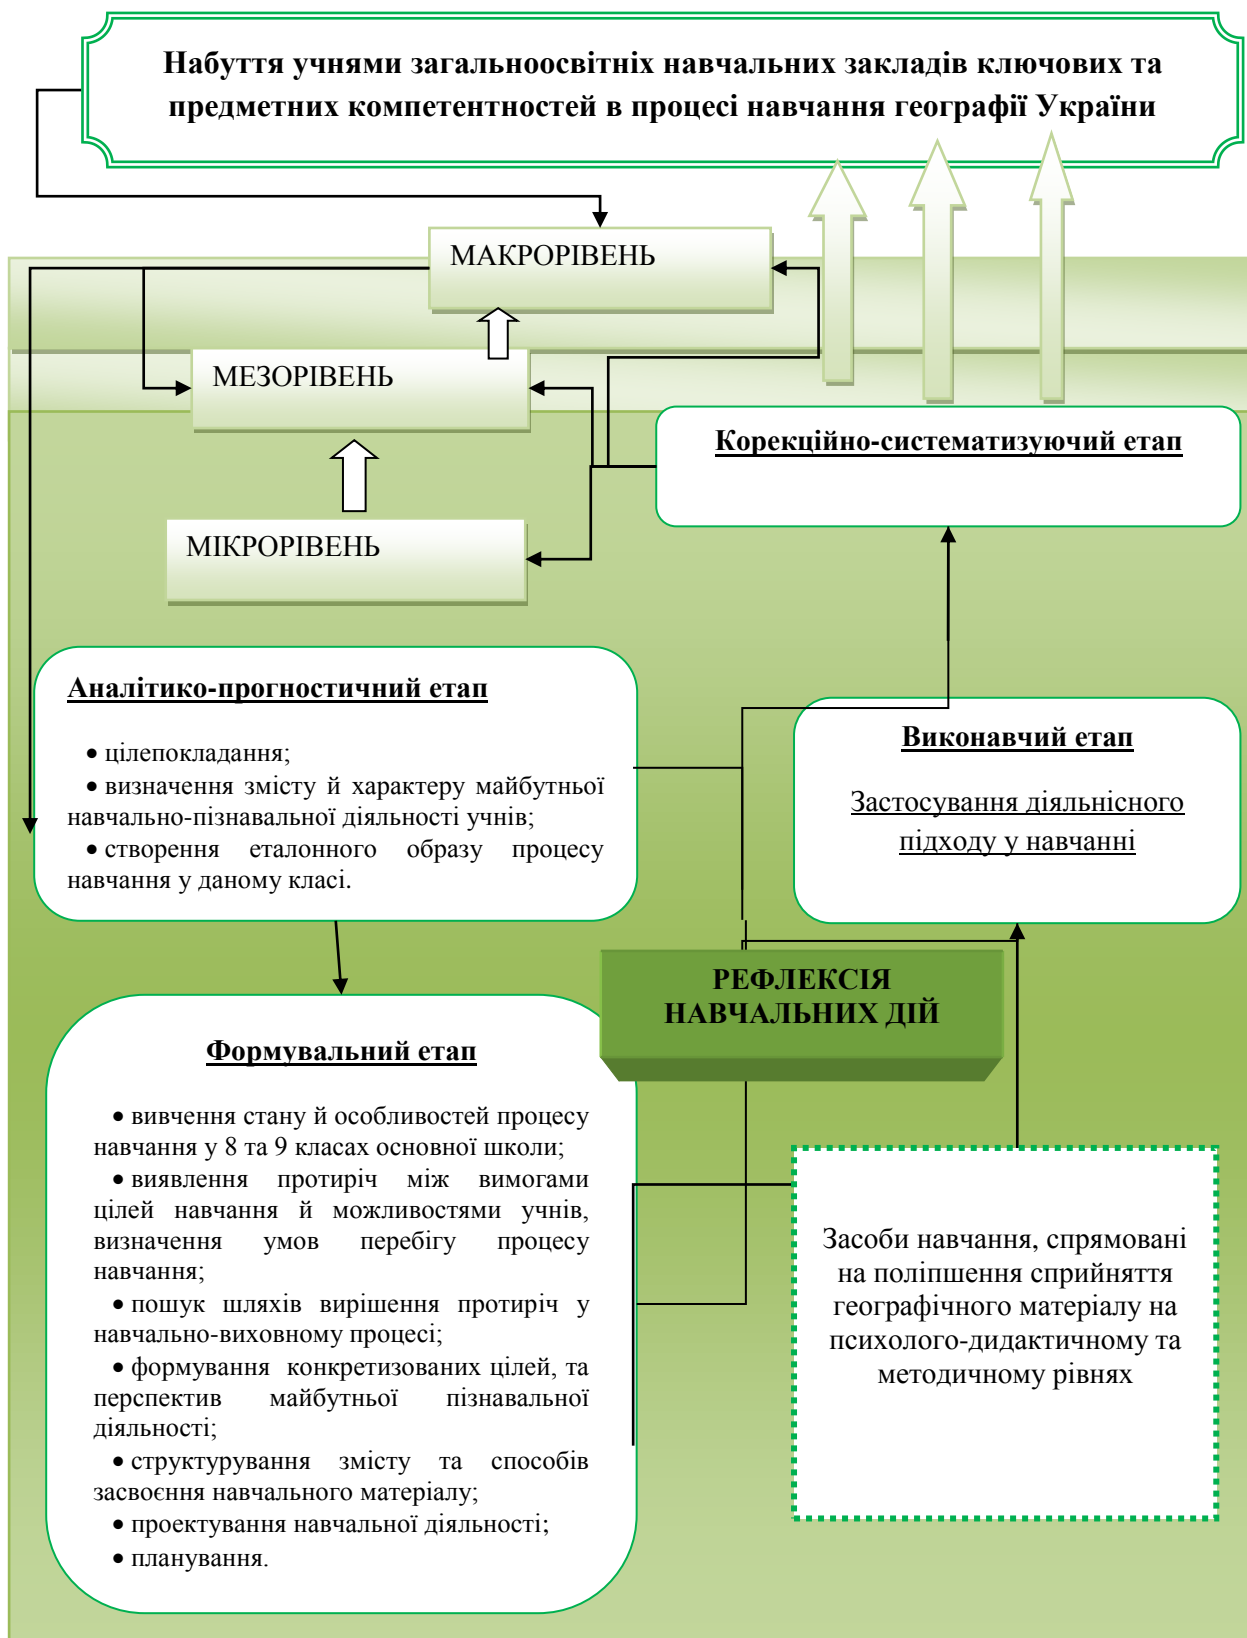 Набуття учнями загальноосвітніх навчальних закладів ключових та
предметних компетентностей в процесі навчання географії України
МАКРОРІВЕНЬ
МЕЗОРІВЕНЬ
Корекційно-систематизуючий етап
МІКРОРІВЕНЬ
Аналітико-прогностичний етап
• цілепокладання;
• визначення змісту й характеру майбутньої
навчально-пізнавальної діяльності учнів;
• створення еталонного образу процесу
навчання у даному класі.
Виконавчий етап
Застосування діяльнісного
підходу у навчанні
РЕФЛЕКСІЯ
НАВЧАЛЬНИХ ДІЙ
Формувальний етап
• вивчення стану й особливостей процесу
навчання у 8 та 9 класах основної школи;
• виявлення протиріч між вимогами
цілей навчання й можливостями учнів,
визначення умов перебігу процесу
навчання;
• пошук шляхів вирішення протиріч у
навчально-виховному процесі;
• формування конкретизованих цілей, та
перспектив майбутньої пізнавальної
діяльності;
• структурування змісту та способів
засвоєння навчального матеріалу;
• проектування навчальної діяльності;
• планування.
Засоби навчання, спрямовані
на поліпшення сприйняття
географічного матеріалу на
психолого-дидактичному та
методичному рівнях